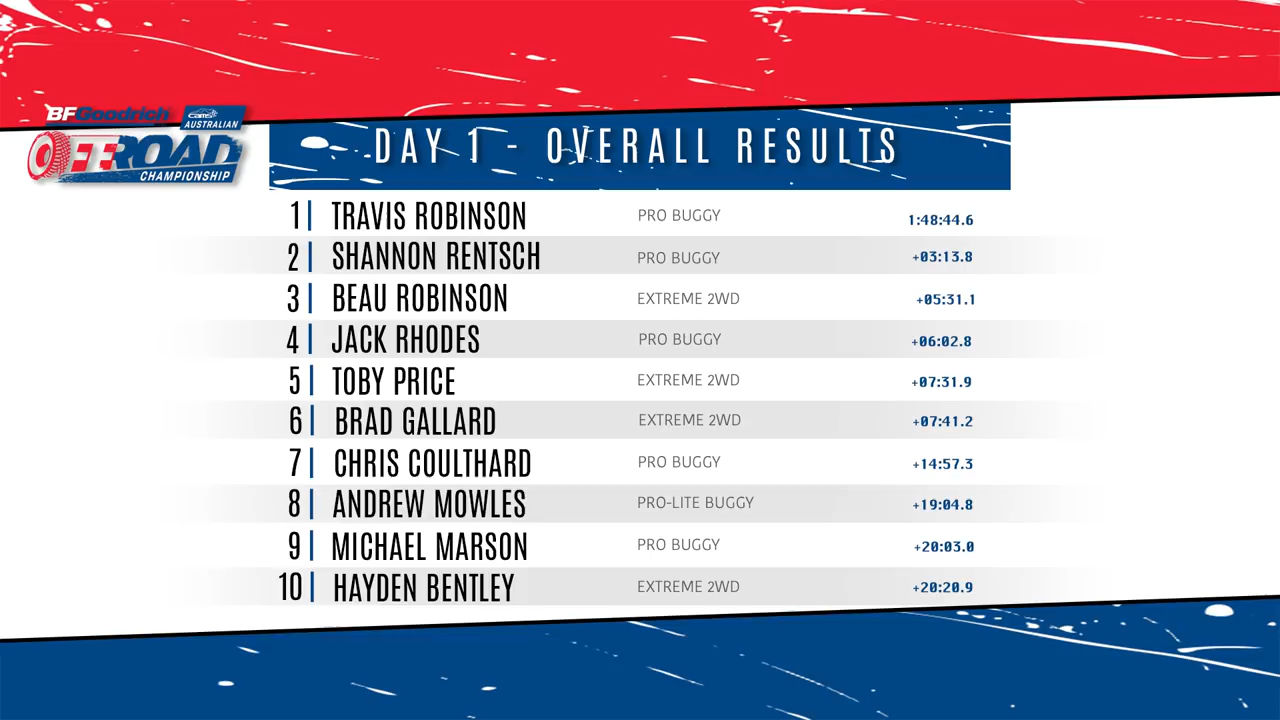 BFGoodrich
CAMS
AUSTRALIAN
OFFROAD
CHAMPIONSHIP
DAY 1 - OVERALL RESULTS
1 TRAVIS ROBINSON PRO BUGGY 1:48:44.6
2 SHANNON RENTSCH PRO BUGGY +03:13.8
3 BEAU ROBINSON EXTREME 2WD +05:31.1
4 JACK RHODES PRO BUGGY +06:02.8
5 TOBY PRICE EXTREME 2WD +07:31.9
6 BRAD GALLARD EXTREME 2WD +07:41.2
7 CHRIS COULTHARD PRO BUGGY +14:57.3
8 ANDREW MOWLES PRO-LITE BUGGY +19:04.8
9 MICHAEL MARSON PRO BUGGY +20:03.0
10 HAYDEN BENTLEY EXTREME 2WD +20:20.9